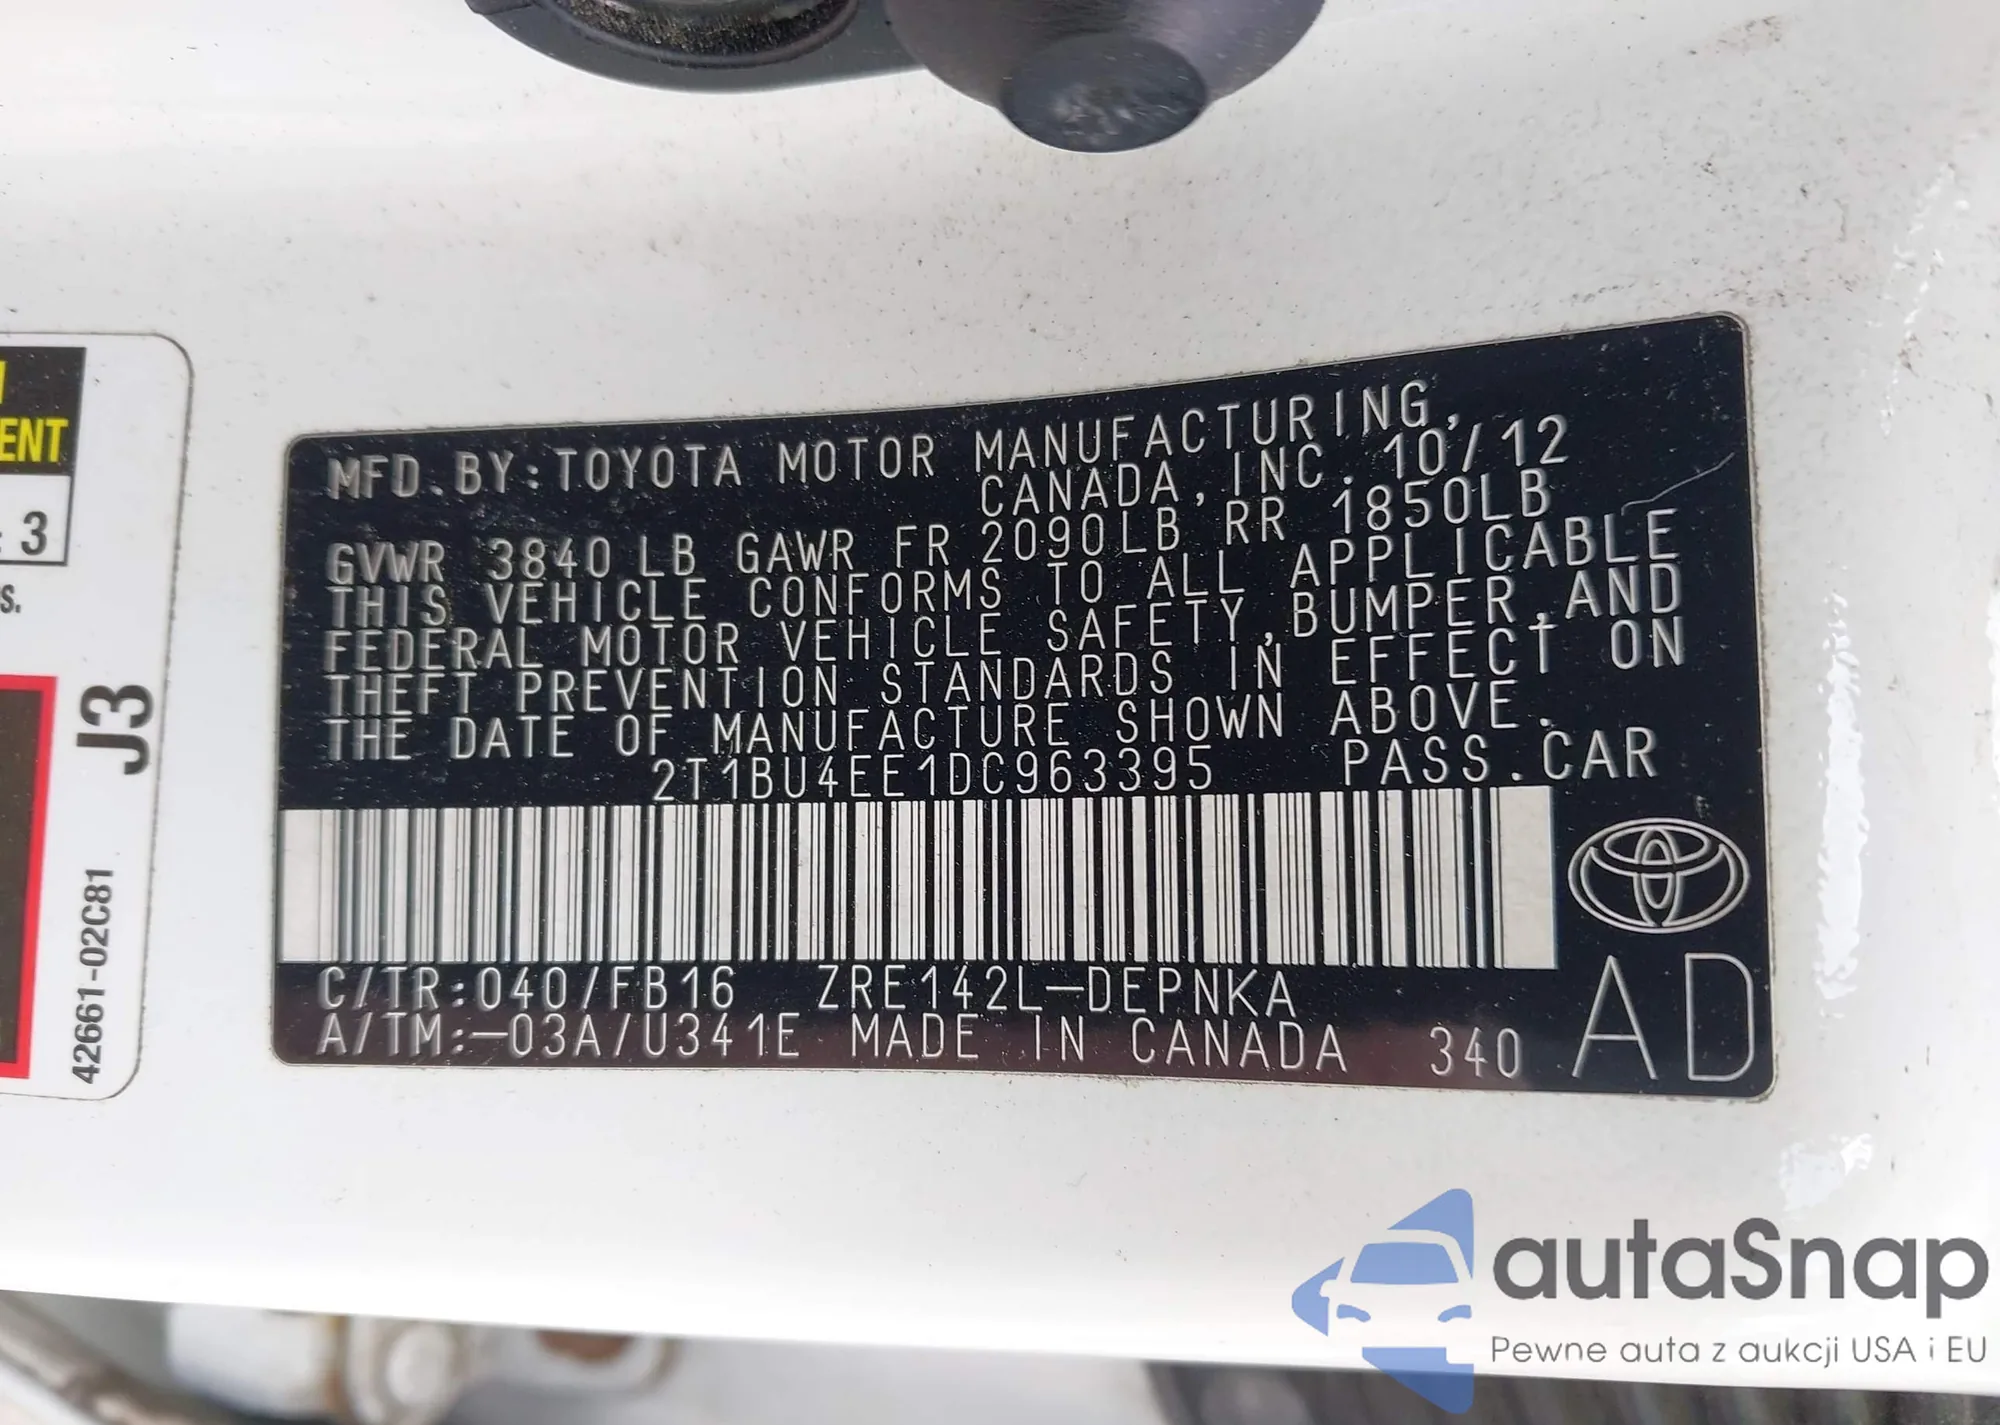 MFD.BY:TOYOTA MOTOR MANUFACTURING,
CANADA,INC. 10/12
GVWR 3840LB GAWR FR 2090LB RR 1850LB
THIS VEHICLE CONFORMS TO ALL APPLICABLE
FEDERAL MOTOR VEHICLE SAFETY,BUMPER,AND
THEFT PREVENTION STANDARDS IN EFFECT ON
THE DATE OF MANUFACTURE SHOWN ABOVE.
2T1BU4EE1DC963395 PASS.CAR
C/TR:040/FB16 ZRE142L-DEPNKA
A/TM:-03A/U341E MADE IN CANADA 340
AD
ENT
: 3
s.
J3
42661-02C81
autaSnap
Pewne auta z aukcji USA i EU